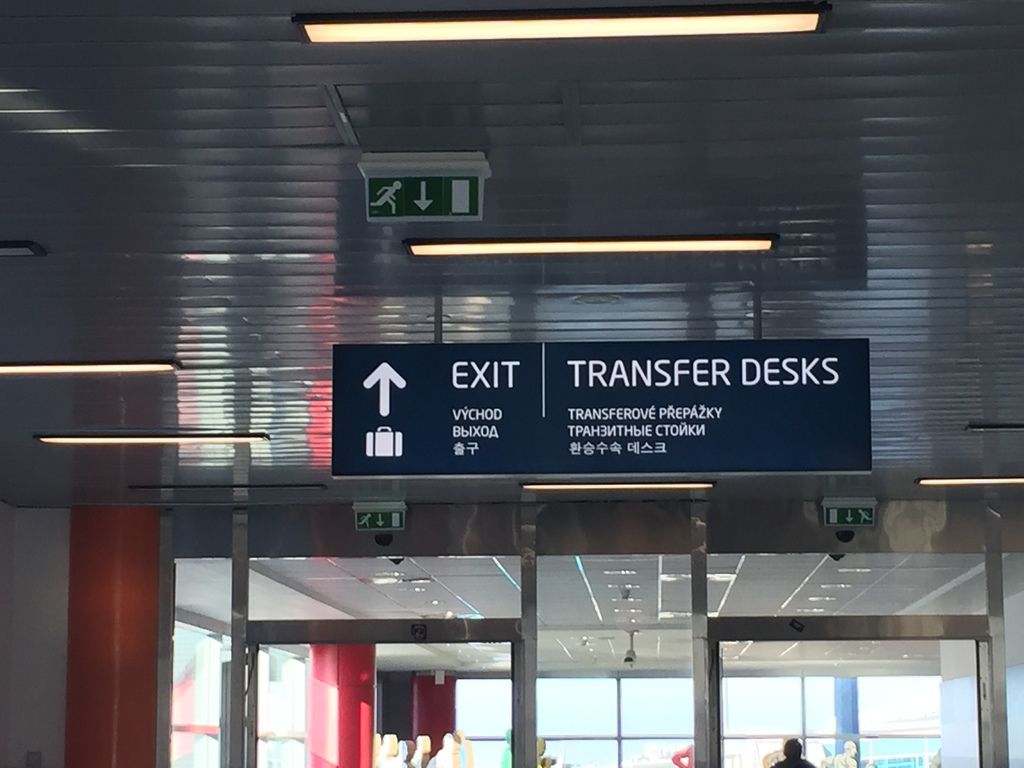 EXIT
VÝCHOD
ВЫХОД
출구
TRANSFER DESKS
TRANSFEROVÉ PŘEPÁŽKY
ТРАНЗИТНЫЕ СТОЙКИ
환승수속 데스크